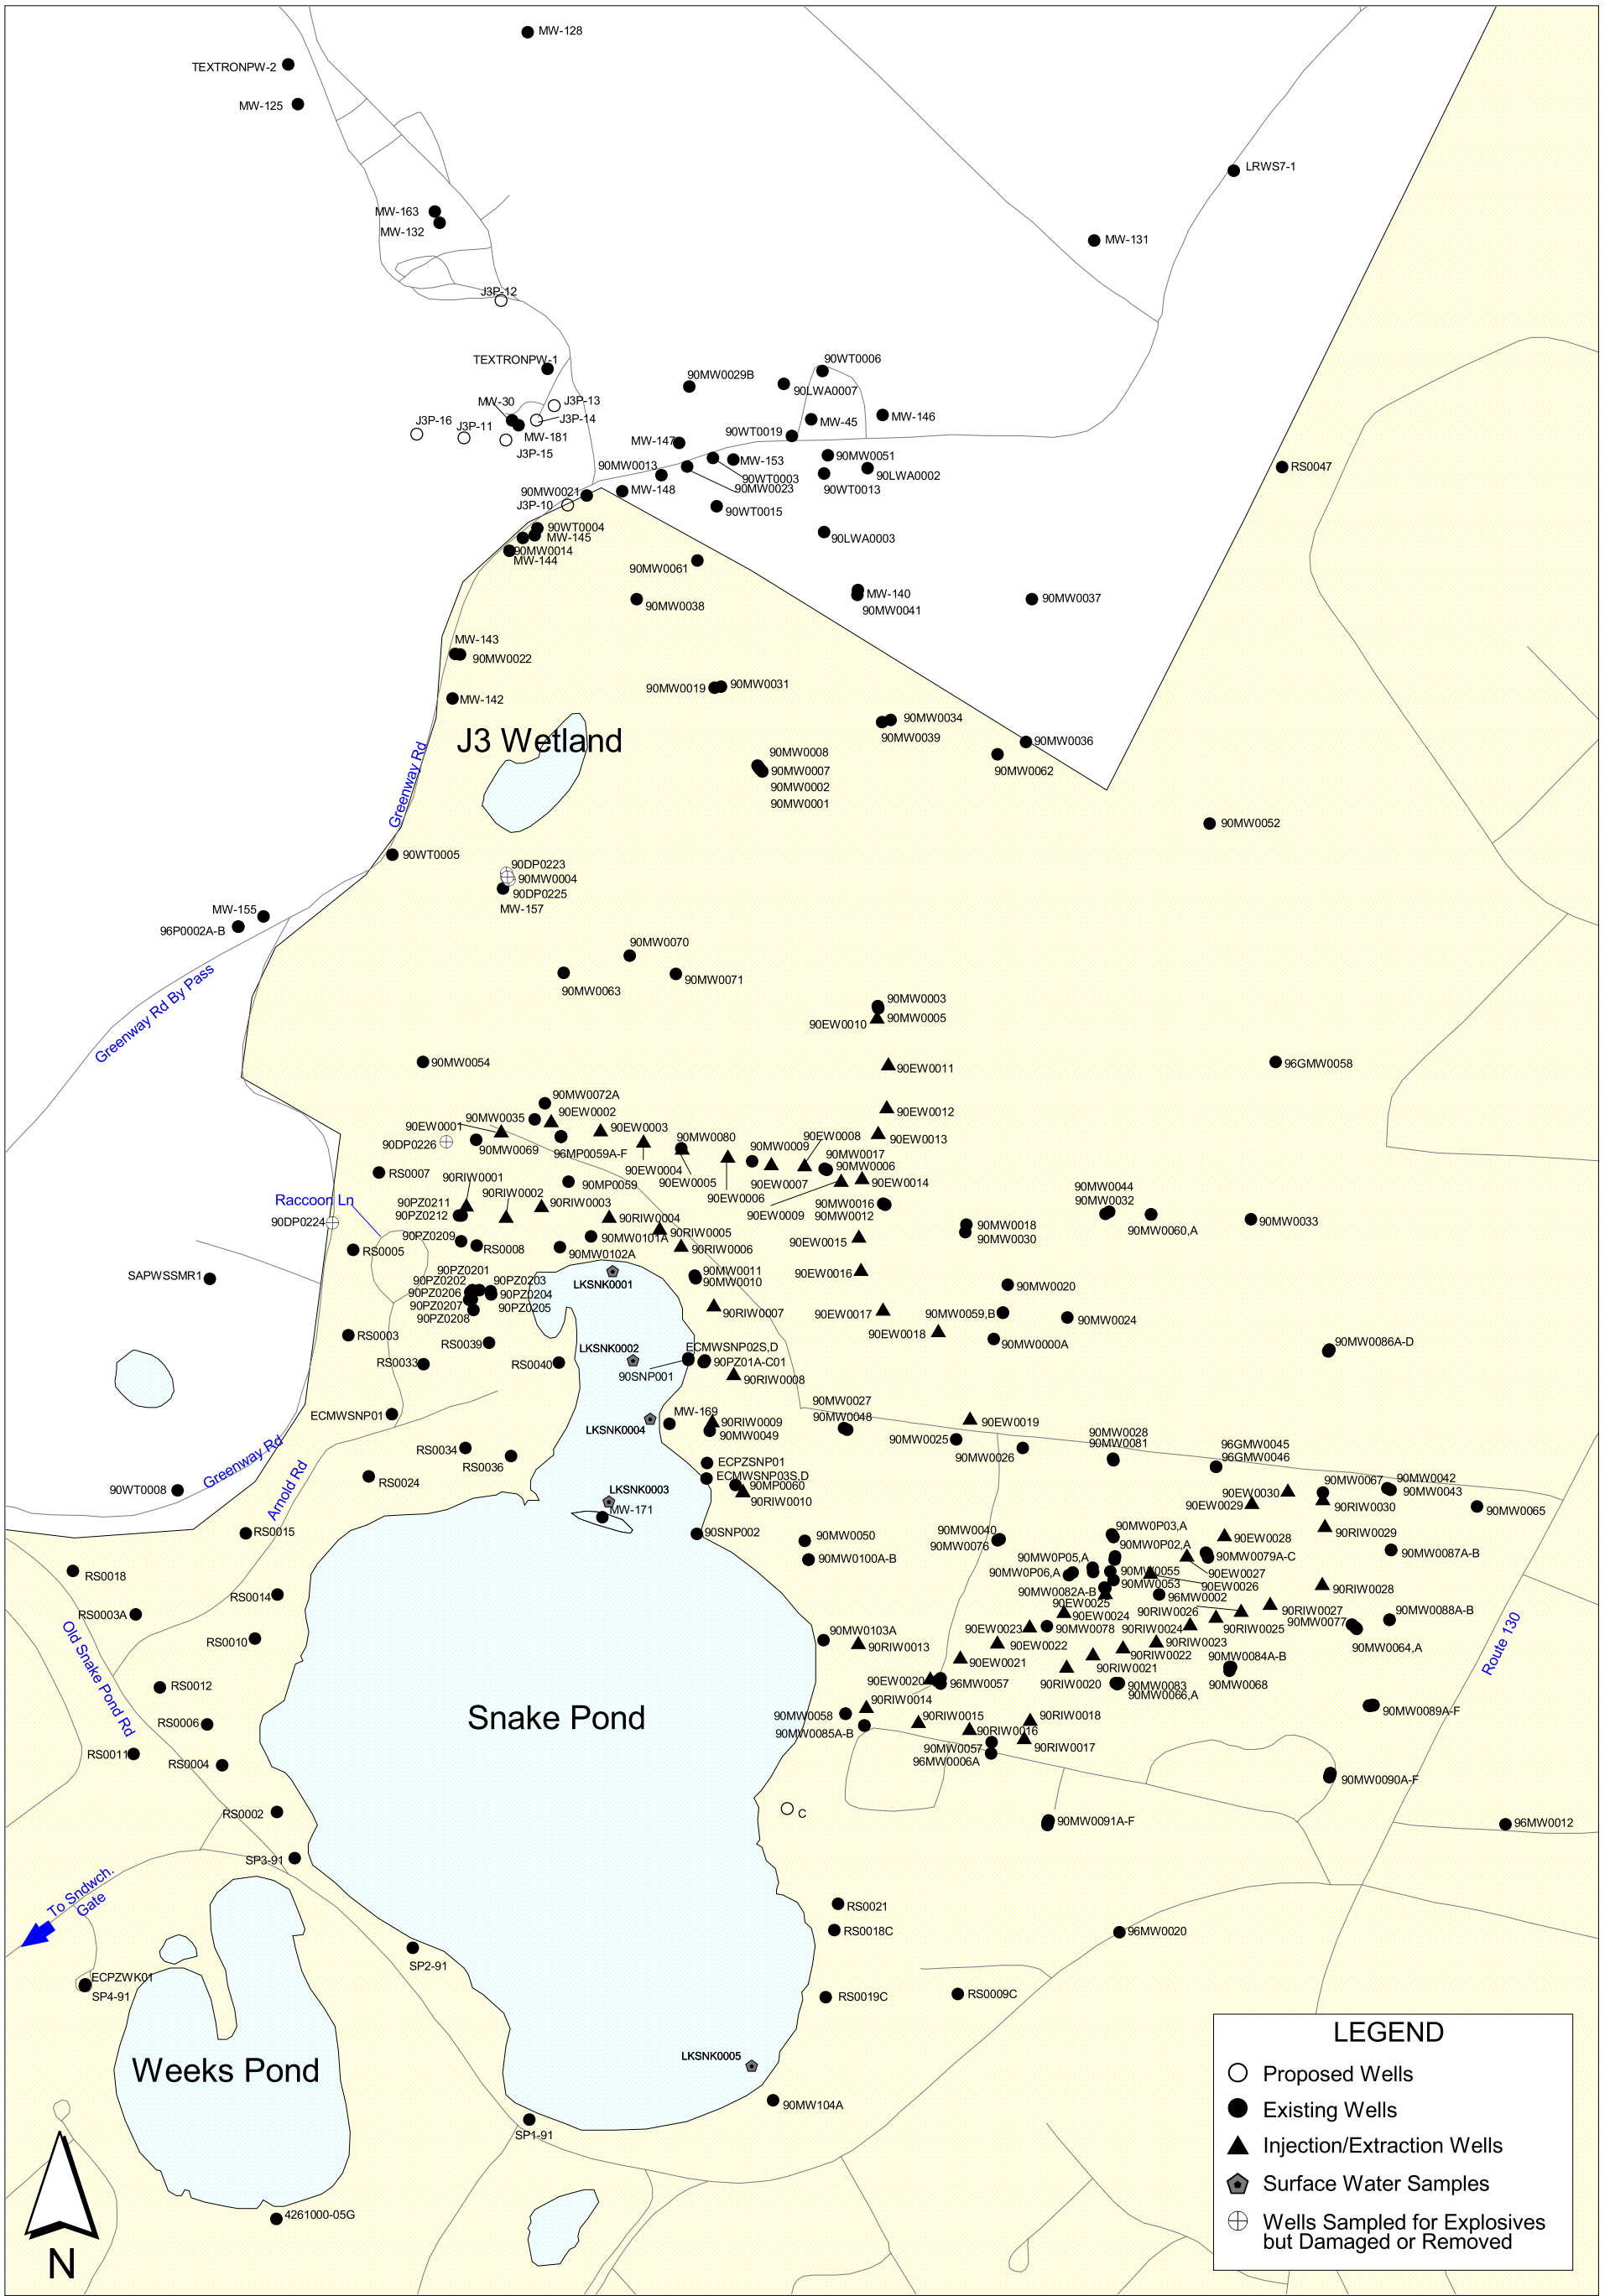 MW-128
TEXTRONPW-2
MW-125
LRWS7-1
MW-163
MW-132
MW-131
J3P-12
TEXTRONPW-1
90WT0006
90MW0029B
90LWA0007
MW-30
J3P-13
J3P-14
J3P-16
J3P-11
MW-181
J3P-15
MW-45
MW-146
90WT0019
MW-147
90MW0013
MW-153
90WT0003
90MW0023
90MW0051
90LWA0002
90WT0013
RS0047
90MW0021
J3P-10
MW-148
90WT0015
90WT0004
MW-145
90MW0014
MW-144
90LWA0003
90MW0061
90MW0038
MW-140
90MW0041
90MW0037
MW-143
90MW0022
MW-142
90MW0019
90MW0031
90MW0034
90MW0039
90MW0036
90MW0062
J3 Wetland
Greenway Rd
90MW0008
90MW0007
90MW0002
90MW0001
90MW0052
90WT0005
90DP0223
90MW0004
90DP0225
MW-157
MW-155
96P0002A-B
Greenway Rd By Pass
90MW0070
90MW0063
90MW0071
90MW0003
90EW0010
90MW0005
90MW0054
90EW0011
96GMW0058
90MW0072A
90EW0012
90MW0035
90EW0002
90EW0001
90EW0003
90DP0226
90MW0069
96MP0059A-F
90MW0080
90EW0004
90EW0005
90EW0006
90MW0009
90EW0008
90EW0007
90EW0013
90MW0017
90MW0006
90EW0014
90EW0009
90MW0016
90MW0012
RS0007
90RIW0001
90RIW0002
90MP0059
90RIW0003
90RIW0004
90RIW0005
90RIW0006
Raccoon Ln
90DP0224
90PZ0211
90PZ0212
90PZ0209
RS0008
90MW0101A
90MW0102A
90MW0044
90MW0032
90MW0060,A
90MW0033
90MW0018
90MW0030
RS0005
90EW0015
SAPWSSMR1
90PZ0201
90PZ0202
90PZ0203
90PZ0206
90PZ0204
90PZ0207
90PZ0205
90PZ0208
LKSNK0001
90MW0011
90MW0010
90EW0016
90MW0020
90RIW0007
90EW0017
90MW0059,B
90MW0024
90EW0018
90MW0000A
90MW0086A-D
RS0003
RS0039
RS0033
RS0040
LKSNK0002
ECMWSNP02S,D
90PZ01A-C01
90SNP001
90RIW0008
ECMWSNP01
MW-169
90RIW0009
90MW0049
LKSNK0004
90MW0027
90MW0048
90EW0019
90MW0025
90MW0026
90MW0028
90MW0081
96GMW0045
96GMW0046
RS0034
RS0036
RS0024
ECPZSNP01
ECMWSNP03S,D
90MP0060
90RIW0010
Greenway Rd
Arnold Rd
90WT0008
LKSNK0003
MW-171
90EW0030
90EW0029
90MW0067
90MW0042
90MW0043
90RIW0030
90MW0065
RS0015
90SNP002
90MW0050
90MW0100A-B
90MW0040
90MW0076
90MW0P03,A
90MW0P02,A
90MW0P05,A
90MW0P06,A
90EW0028
90RIW0029
90MW0087A-B
90MW0079A-C
90EW0027
90MW0055
90MW0053
90EW0026
90MW0082A-B
90EW0025
96MW0002
90RIW0028
RS0018
RS0014
RS0003A
90EW0024
90RIW0026
90RIW0027
90MW0077
90MW0088A-B
90EW0023
90MW0078
90RIW0024
90RIW0025
90MW0064,A
Old Snake Pond Rd
RS0010
90MW0103A
90RIW0013
90EW0022
90RIW0023
90RIW0022
90EW0021
90RIW0021
90MW0084A-B
90MW0068
90RIW0020
90MW0083
90MW0066,A
Route 130
RS0012
90EW0020
96MW0057
Snake Pond
RS0006
90RIW0014
90MW0058
90MW0085A-B
90RIW0015
90RIW0018
90RIW0016
90RIW0017
90MW0057
96MW0006A
90MW0089A-F
RS0011
RS0004
90MW0090A-F
RS0002
C
90MW0091A-F
96MW0012
SP3-91
To Sndwch.
Gate
RS0021
RS0018C
96MW0020
SP2-91
ECPZWK01
SP4-91
RS0019C
RS0009C
LKSNK0005
Weeks Pond
90MW104A
SP1-91
4261000-05G
N
LEGEND
Proposed Wells
Existing Wells
Injection/Extraction Wells
Surface Water Samples
Wells Sampled for Explosives
but Damaged or Removed